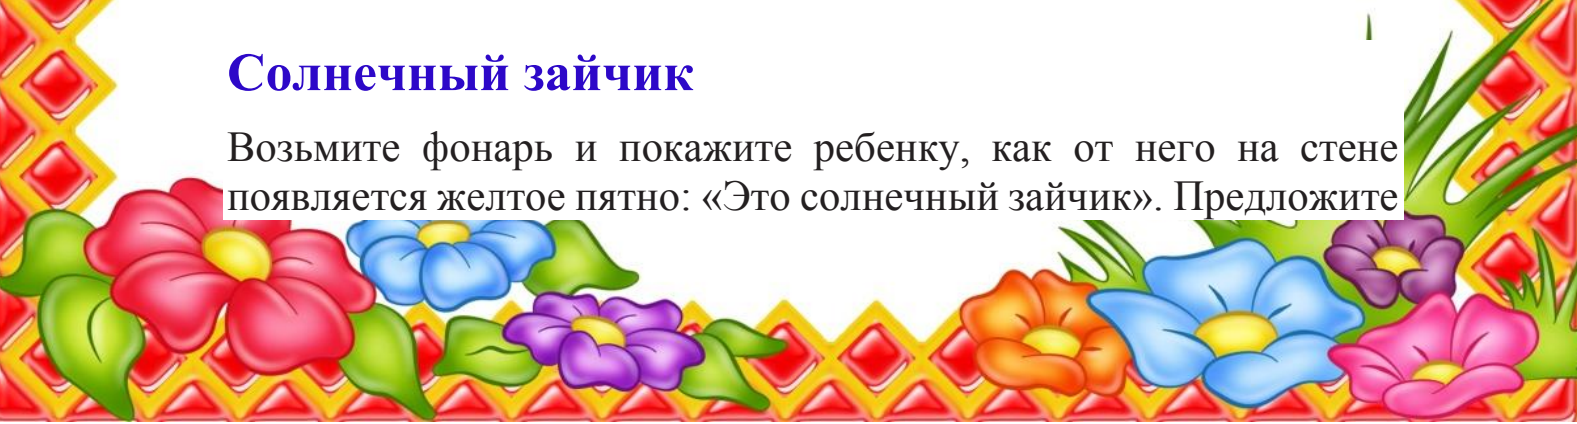 Солнечный зайчик
Возьмите фонарь и покажите ребенку, как от него на стене
появляется желтое пятно: «Это солнечный зайчик». Предложите